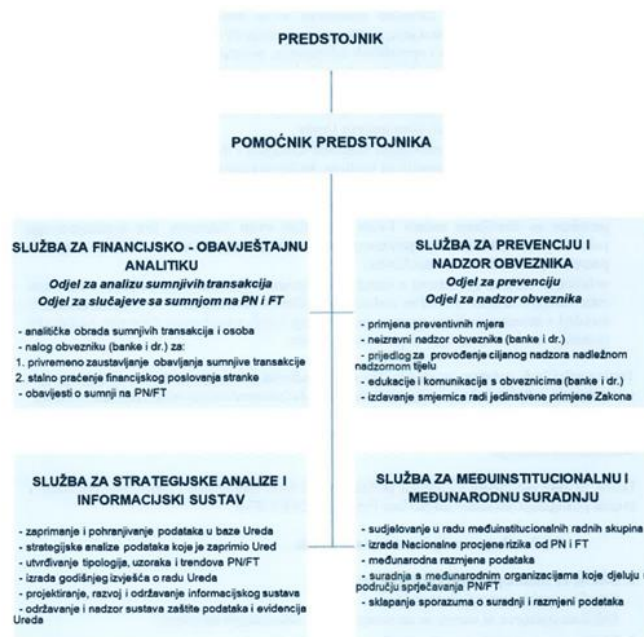 PREDSTOJNIK
POMOĆNIK PREDSTOJNIKA
SLUŽBA ZA FINANCIJSKO - OBAVJEŠTAJNU
ANALITIKU
Odjel za analizu sumnjivih transakcija
Odjel za slučajeve sa sumnjom na PN i FT
- analitička obrada sumnjivih transakcija i osoba
- nalog obvezniku (banke i dr.) za:
1. privremeno zaustavljanje obavljanja sumnjive transakcije
2. stalno praćenje financijskog poslovanja stranke
- obavijesti o sumnji na PN/FT
SLUŽBA ZA PREVENCIJU I
NADZOR OBVEZNIKA
Odjel za prevenciju
Odjel za nadzor obveznika
- primjena preventivnih mjera
- neizravni nadzor obveznika (banke i dr.)
- prijedlog za provođenje ciljanog nadzora nadležnom
nadzornom tijelu
- edukacije i komunikacija s obveznicima (banke i dr.)
- izdavanje smjernica radi jedinstvene primjene Zakona
SLUŽBA ZA STRATEGIJSKE ANALIZE I
INFORMACIJSKI SUSTAV
- zaprimanje i pohranjivanje podataka u baze Ureda
- strategijske analize podataka koje je zaprimio Ured
- utvrđivanje tipologija, uzoraka i trendova PN/FT
- izrada godišnjeg izvješća o radu Ureda
- projektiranje, razvoj i održavanje informacijskog sustava
- održavanje i nadzor sustava zaštite podataka i evidencija
Ureda
SLUŽBA ZA MEĐUINSTITUCIONALNU I
MEĐUNARODNU SURADNJU
- sudjelovanje u radu međuinstitucionalnih radnih skupina
- izrada Nacionalne procjene rizika od PN i FT
- međunarodna razmjena podataka
- suradnja s međunarodnim organizacijama koje djeluju u
području sprječavanja PN/FT
- sklapanje sporazuma o suradnji i razmjeni podataka